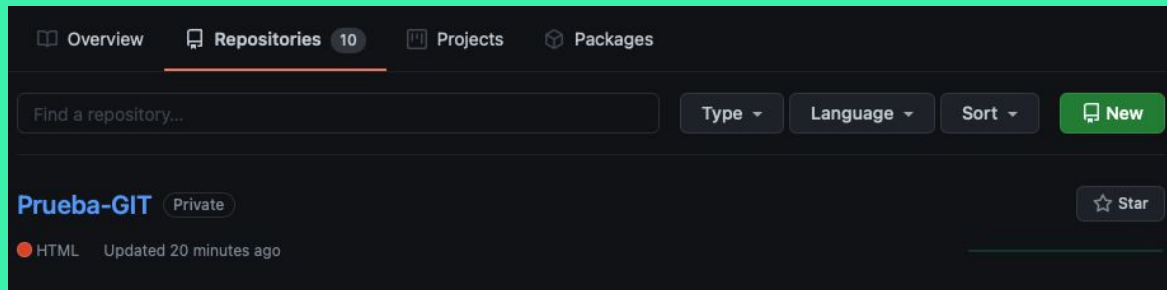 Overview Repositories 10 Projects Packages
Find a repository... Type Language Sort New
Prueba-GIT Private Star
HTML Updated 20 minutes ago